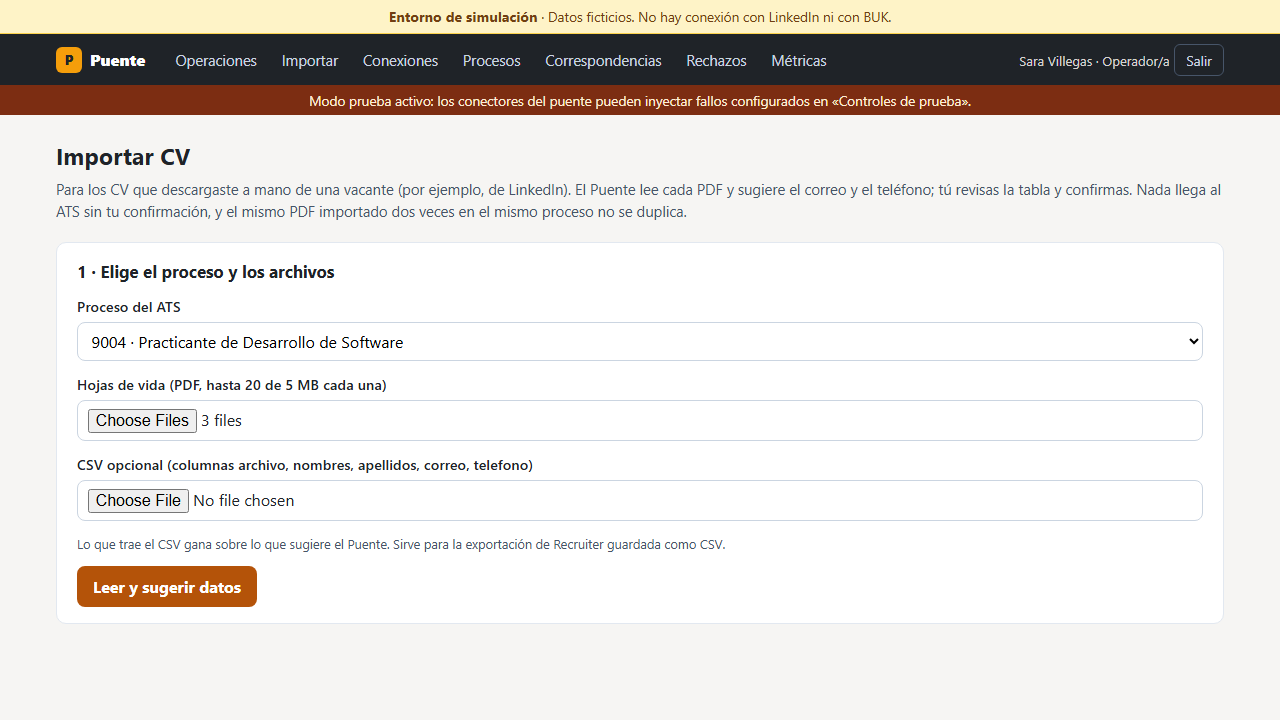 Entorno de simulación · Datos ficticios. No hay conexión con LinkedIn ni con BUK.
P Puente Operaciones Importar Conexiones Procesos Correspondencias Rechazos Métricas Sara Villegas · Operador/a Salir
Modo prueba activo: los conectores del puente pueden inyectar fallos configurados en «Controles de prueba».
Importar CV
Para los CV que descargaste a mano de una vacante (por ejemplo, de LinkedIn). El Puente lee cada PDF y sugiere el correo y el teléfono; tú revisas la tabla y confirmas. Nada llega al
ATS sin tu confirmación, y el mismo PDF importado dos veces en el mismo proceso no se duplica.
1 · Elige el proceso y los archivos
Proceso del ATS
9004 · Practicante de Desarrollo de Software
Hojas de vida (PDF, hasta 20 de 5 MB cada una)
Choose Files 3 files
CSV opcional (columnas archivo, nombres, apellidos, correo, telefono)
Choose File No file chosen
Lo que trae el CSV gana sobre lo que sugiere el Puente. Sirve para la exportación de Recruiter guardada como CSV.
Leer y sugerir datos